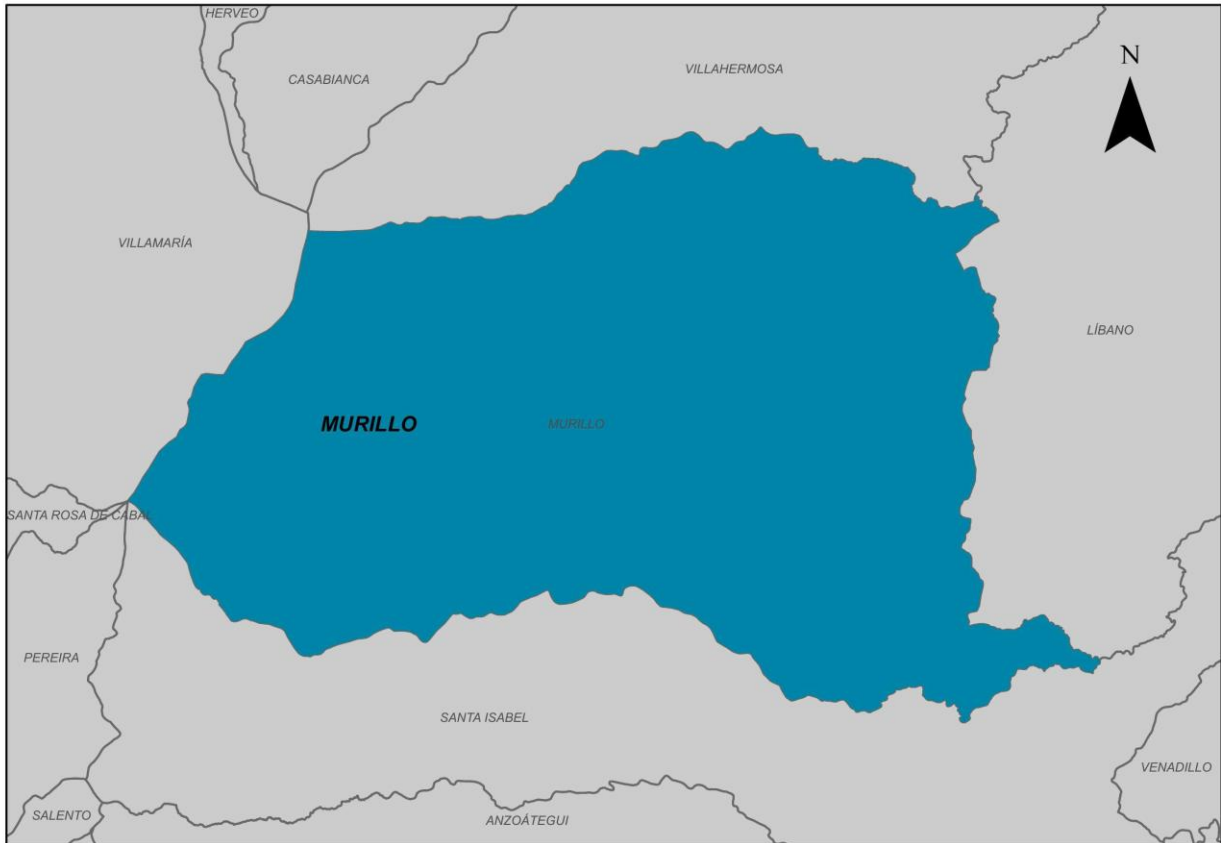 HERVEO
N
VILLAHERMOSA
CASABIANCA
VILLAMARÍA
LÍBANO
MURILLO
MURILLO
SANTA ROSA DE CABAL
PEREIRA
SANTA ISABEL
VENADILLO
SALENTO
ANZOÁTEGUI